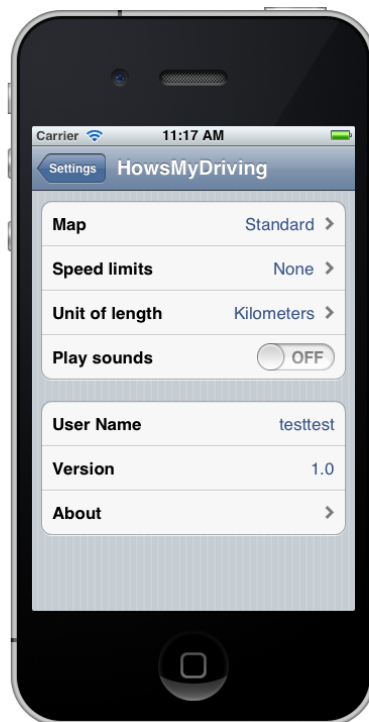 Carrier 11:17 AM
Settings HowsMyDriving
Map Standard
Speed limits None
Unit of length Kilometers
Play sounds OFF
User Name testtest
Version 1.0
About